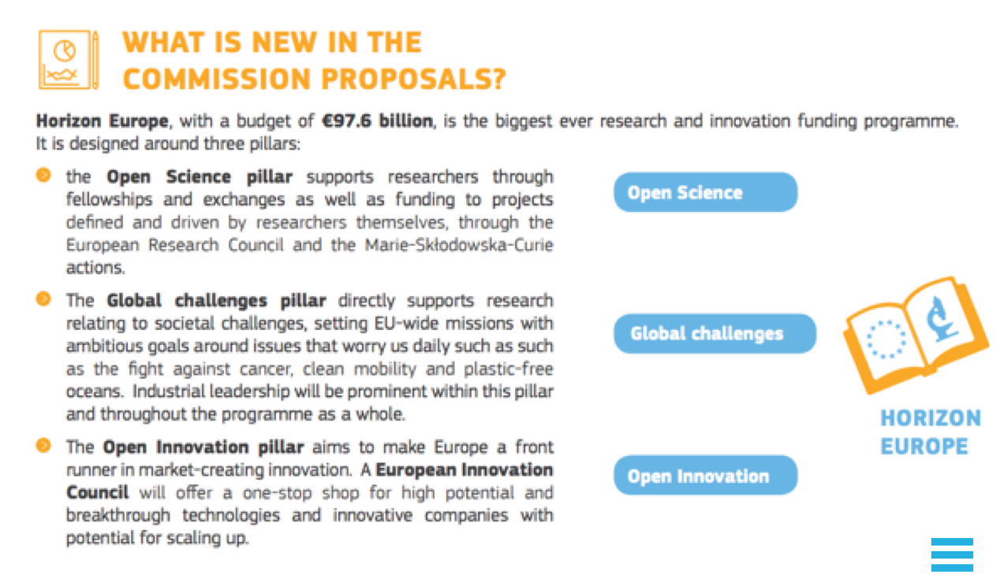 WHAT IS NEW IN THE
COMMISSION PROPOSALS?
Horizon Europe, with a budget of €97.6 billion, is the biggest ever research and innovation funding programme.
It is designed around three pillars:
the Open Science pillar supports researchers through
fellowships and exchanges as well as funding to projects
defined and driven by researchers themselves, through the
European Research Council and the Marie-Skłodowska-Curie
actions.
The Global challenges pillar directly supports research
relating to societal challenges, setting EU-wide missions with
ambitious goals around issues that worry us daily such as such
as the fight against cancer, clean mobility and plastic-free
oceans. Industrial leadership will be prominent within this pillar
and throughout the programme as a whole.
The Open Innovation pillar aims to make Europe a front
runner in market-creating innovation. A European Innovation
Council will offer a one-stop shop for high potential and
breakthrough technologies and innovative companies with
potential for scaling up.
Open Science
Global challenges
Open Innovation
HORIZON
EUROPE